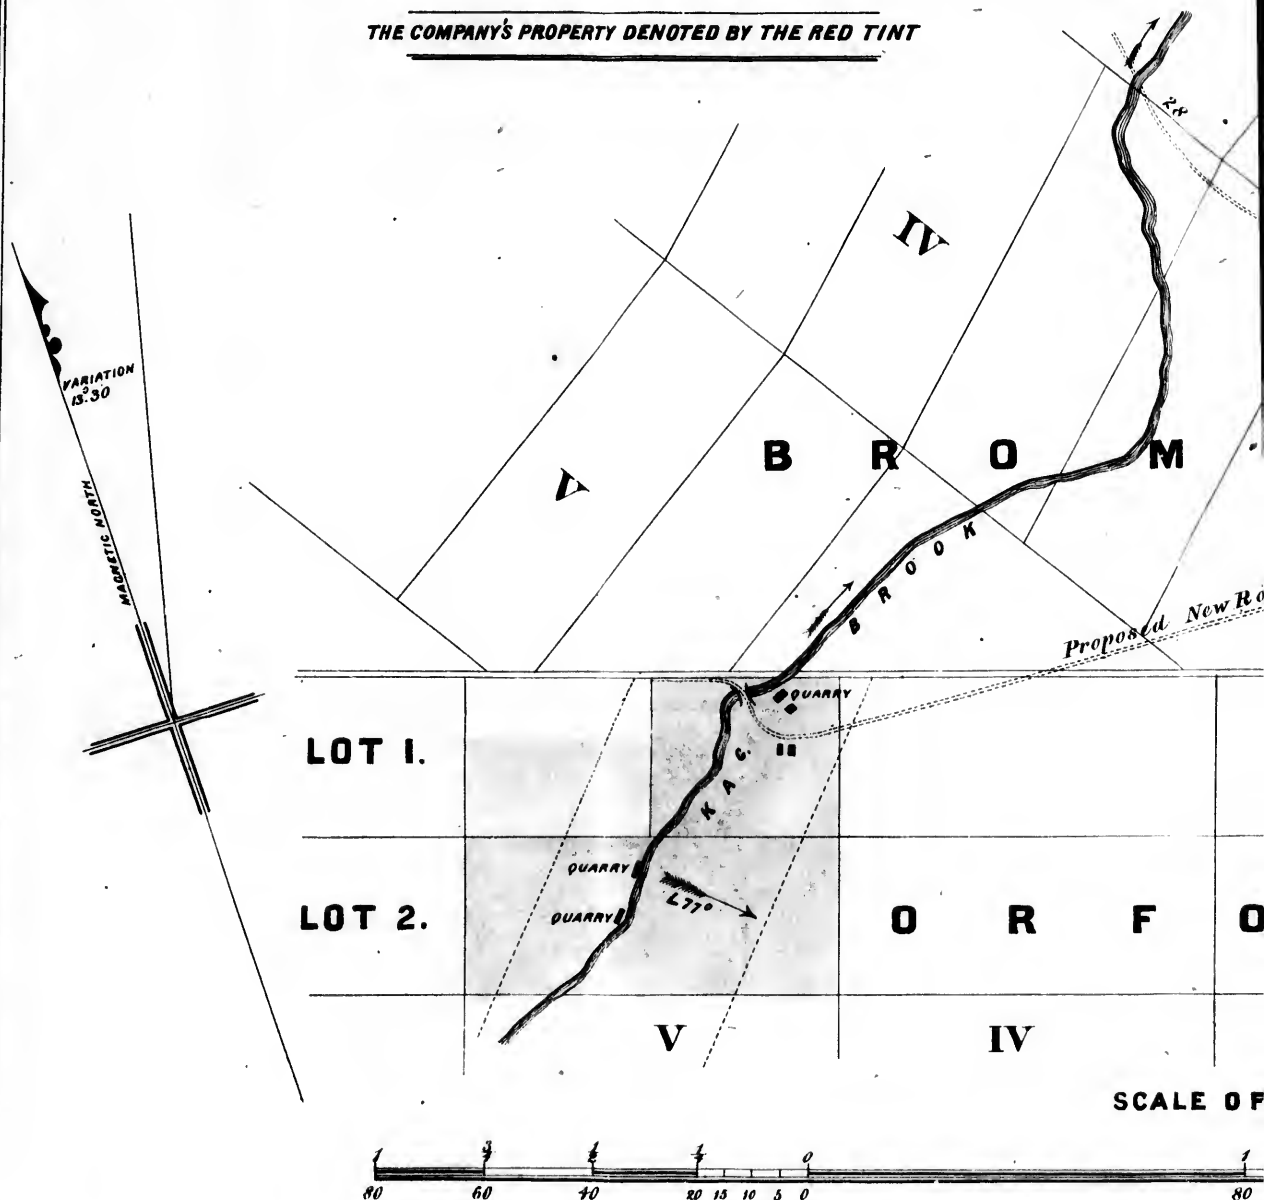 THE COMPANY'S PROPERTY DENOTED BY THE RED TINT
28
IV
VARIATION
13°.30
MAGNETIC NORTH
V
B R O M
KAG. BROOK
Proposed New Ro
QUARRY
LOT 1.
QUARRY
L77°
QUARRY
LOT 2.
O R F O
V
IV
SCALE OF
1 3/4 1/2 1/4 0 1
80 60 40 20 15 10 5 0 80